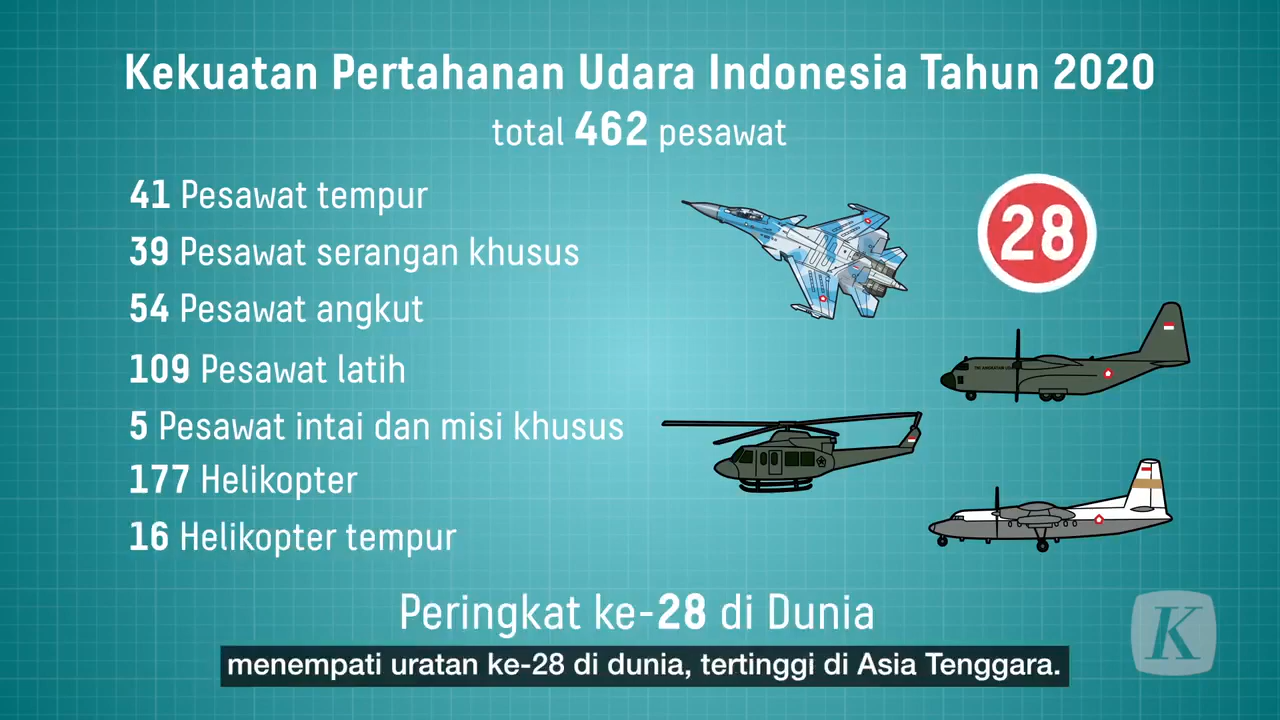 Kekuatan Pertahanan Udara Indonesia Tahun 2020
total 462 pesawat
41 Pesawat tempur
39 Pesawat serangan khusus
54 Pesawat angkut
109 Pesawat latih
5 Pesawat intai dan misi khusus
177 Helikopter
16 Helikopter tempur
28
Peringkat ke-28 di Dunia
menempati uratan ke-28 di dunia, tertinggi di Asia Tenggara.
K